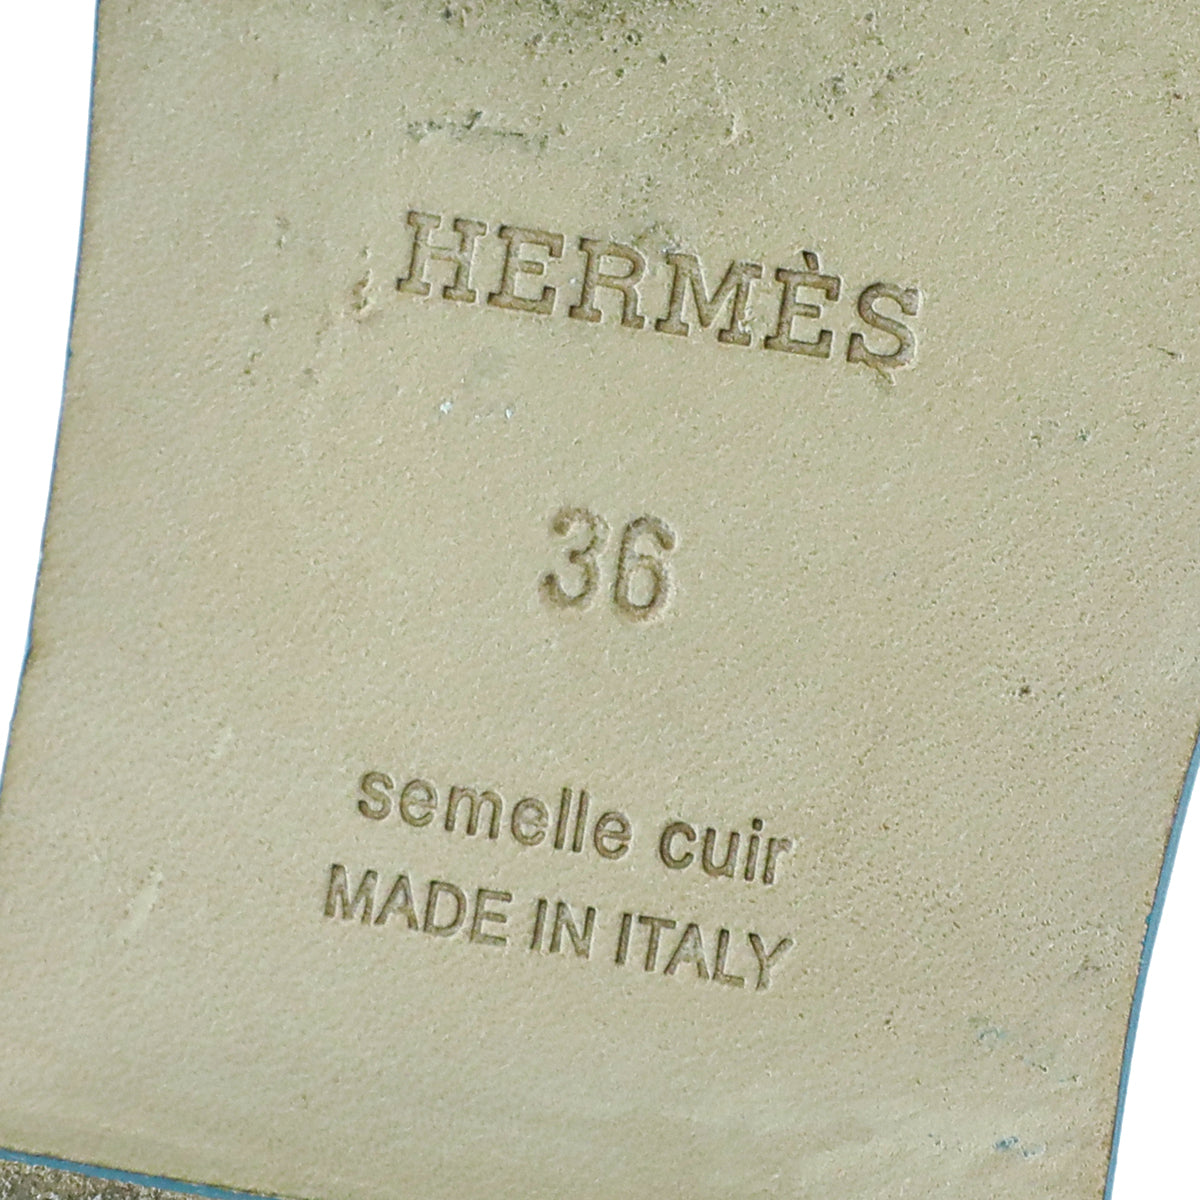 HERMÈS
36
semelle cuir
MADE IN ITALY